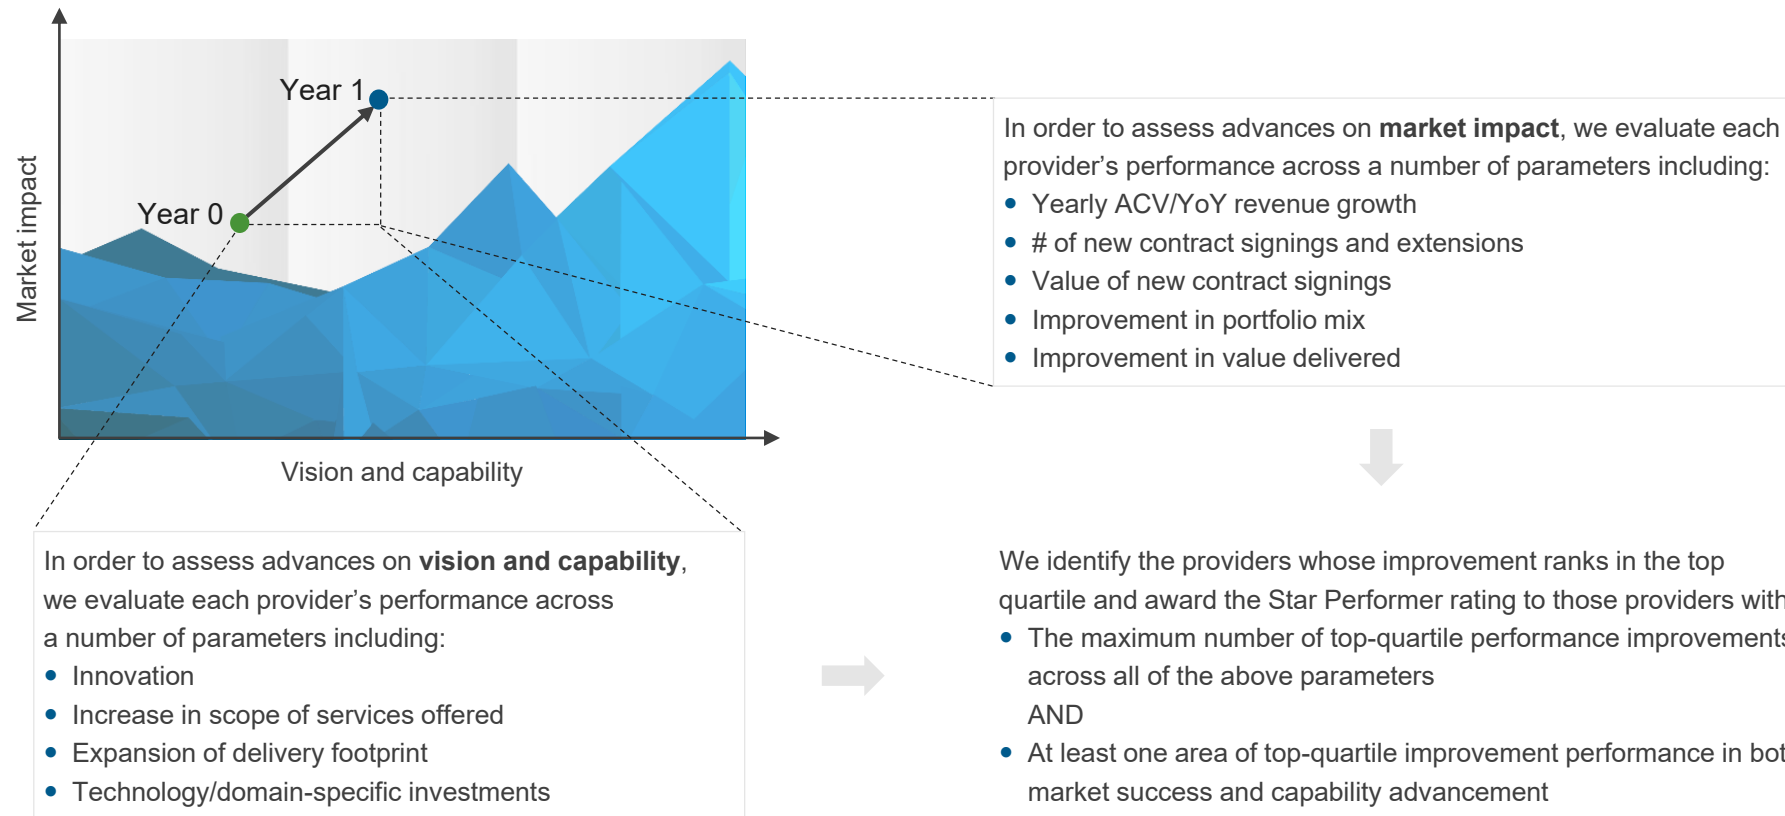 Year 1
Year 0
Market impact
Vision and capability
In order to assess advances on market impact, we evaluate each
provider’s performance across a number of parameters including:
• Yearly ACV/YoY revenue growth
• # of new contract signings and extensions
• Value of new contract signings
• Improvement in portfolio mix
• Improvement in value delivered
In order to assess advances on vision and capability,
we evaluate each provider’s performance across
a number of parameters including:
• Innovation
• Increase in scope of services offered
• Expansion of delivery footprint
• Technology/domain-specific investments
We identify the providers whose improvement ranks in the top
quartile and award the Star Performer rating to those providers with
• The maximum number of top-quartile performance improvements
across all of the above parameters
AND
• At least one area of top-quartile improvement performance in bot
market success and capability advancement